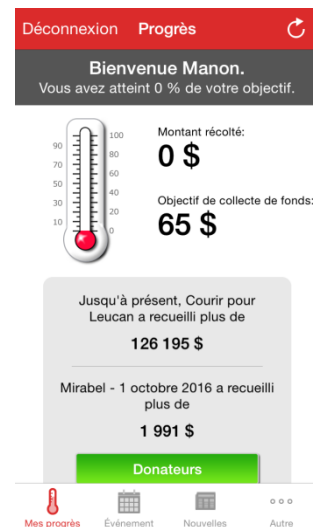 Déconnexion Progrès
Bienvenue Manon.
Vous avez atteint 0 % de votre objectif.
100
90
80
70
60
50
40
30
20
10
0
Montant récolté:
0 $
Objectif de collecte de fonds:
65 $
Jusqu'à présent, Courir pour
Leucan a recueilli plus de
126 195 $
Mirabel - 1 octobre 2016 a recueilli
plus de
1 991 $
Donateurs
Mes progrès Événement Nouvelles Autre